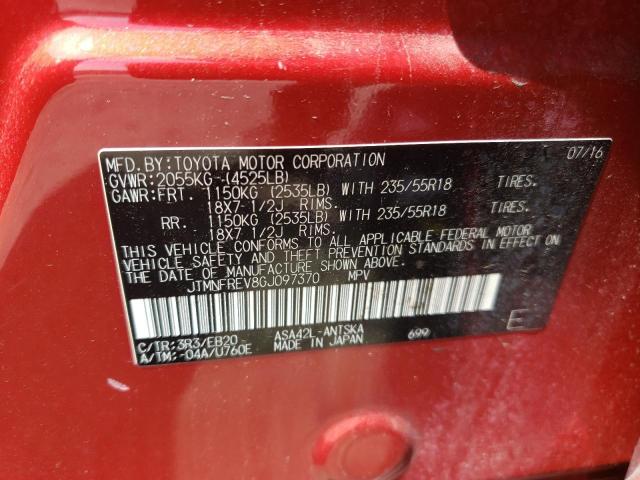 MFD.BY:TOYOTA MOTOR CORPORATION 07/16
GVWR:2055KG (4525LB)
GAWR:FRT. 1150KG (2535LB) WITH 235/55R18 TIRES.
18X7-1/2J RIMS.
RR. 1150KG (2535LB) WITH 235/55R18 TIRES.
18X7-1/2J RIMS.
THIS VEHICLE CONFORMS TO ALL APPLICABLE FEDERAL MOTOR
VEHICLE SAFETY AND THEFT PREVENTION STANDARDS IN EFFECT ON
THE DATE OF MANUFACTURE SHOWN ABOVE.
JTMNFREV8GJ097370 MPV
E
C/TR:3R3/EB20 ASA42L-ANTSKA 699
A/TM:-04A/U760E MADE IN JAPAN